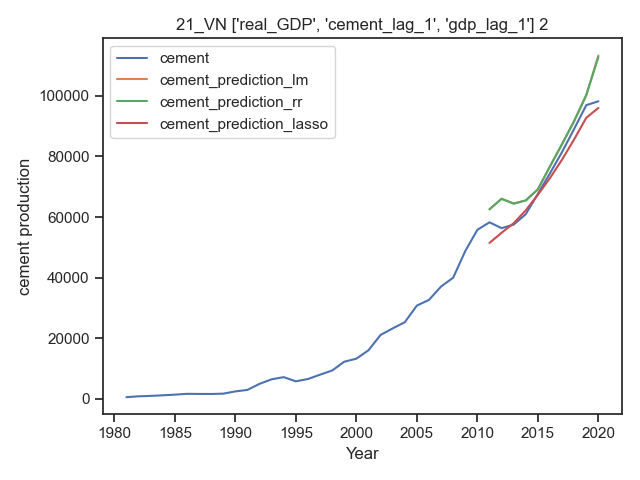 21_VN ['real_GDP', 'cement_lag_1', 'gdp_lag_1'] 2
cement
cement_prediction_lm
cement_prediction_rr
cement_prediction_lasso
cement production
100000
80000
60000
40000
20000
0
1980 1985 1990 1995 2000 2005 2010 2015 2020
Year